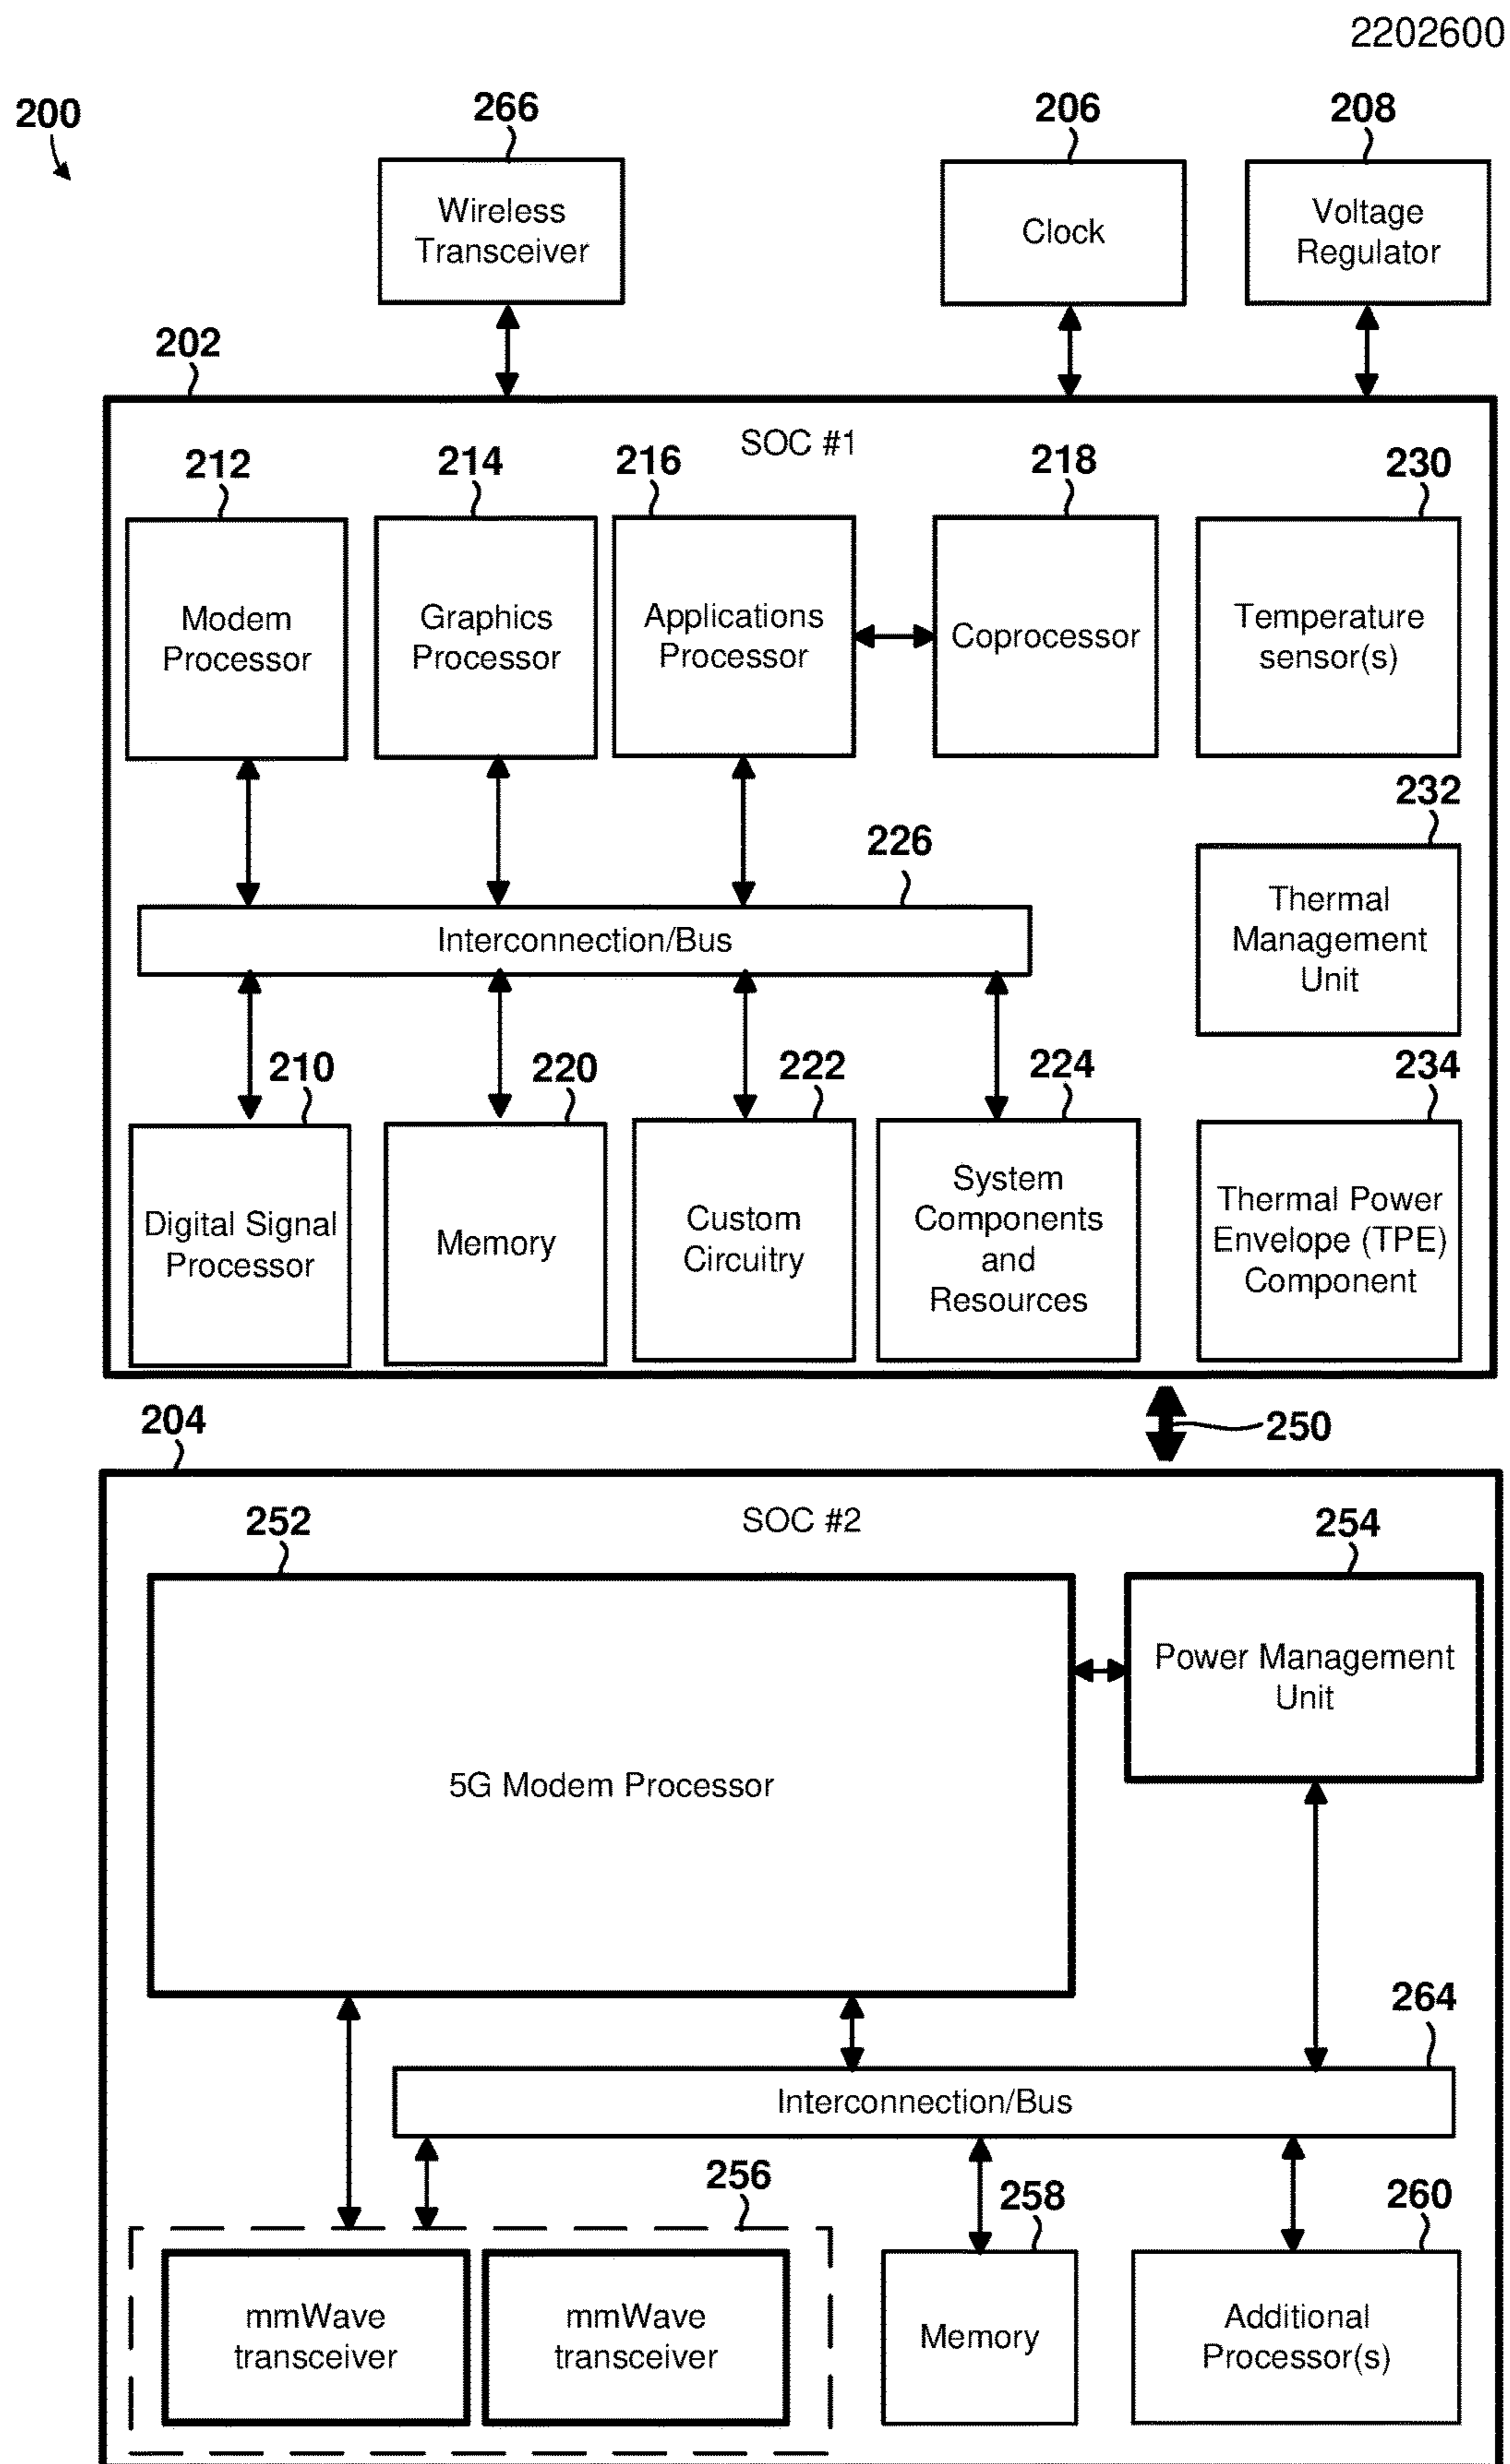 2202600
200
266
206
208
Wireless
Transceiver
Clock
Voltage
Regulator
202
SOC #1
212
214
216
218
230
Modem
Processor
Graphics
Processor
Applications
Processor
Coprocessor
Temperature
sensor(s)
232
226
Interconnection/Bus
Thermal
Management
Unit
210
220
222
224
234
Digital Signal
Processor
Memory
Custom
Circuitry
System
Components
and
Resources
Thermal Power
Envelope (TPE)
Component
204
250
SOC #2
252
254
5G Modem Processor
Power Management
Unit
264
Interconnection/Bus
256
258
260
mmWave
transceiver
mmWave
transceiver
Memory
Additional
Processor(s)